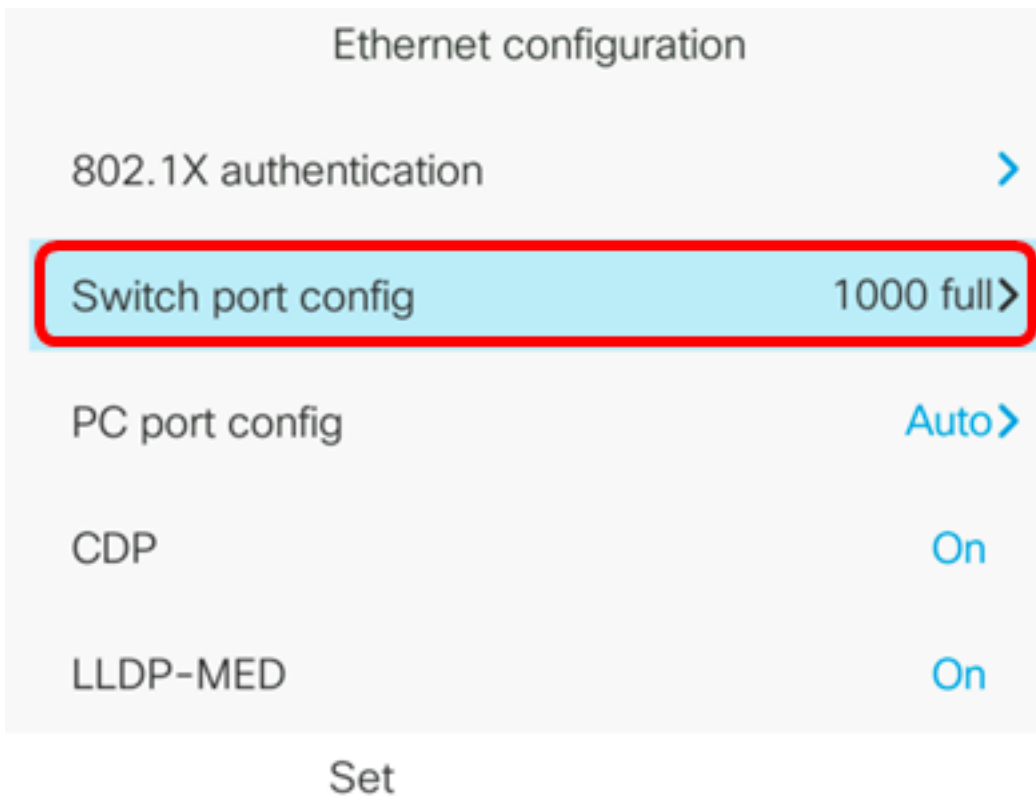 Ethernet configuration
802.1X authentication
Switch port config 1000 full
PC port config Auto
CDP On
LLDP-MED On
Set